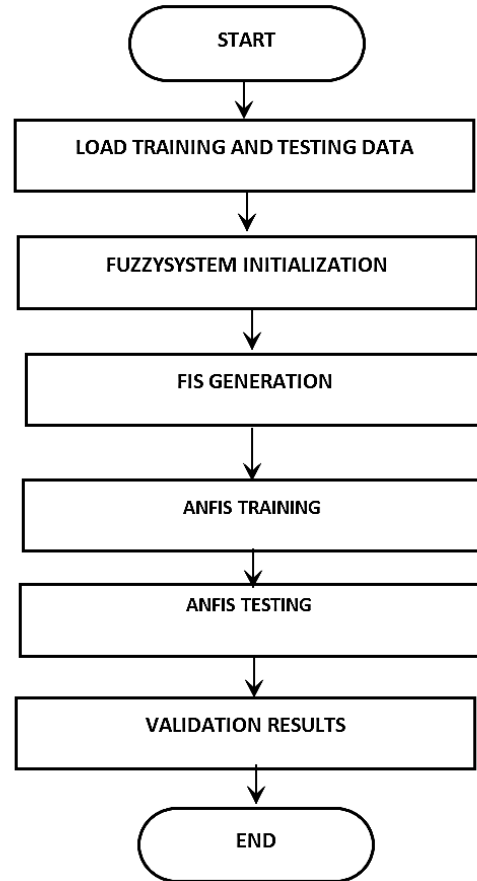 START
LOAD TRAINING AND TESTING DATA
FUZZYSYSTEM INITIALIZATION
FIS GENERATION
ANFIS TRAINING
ANFIS TESTING
VALIDATION RESULTS
END